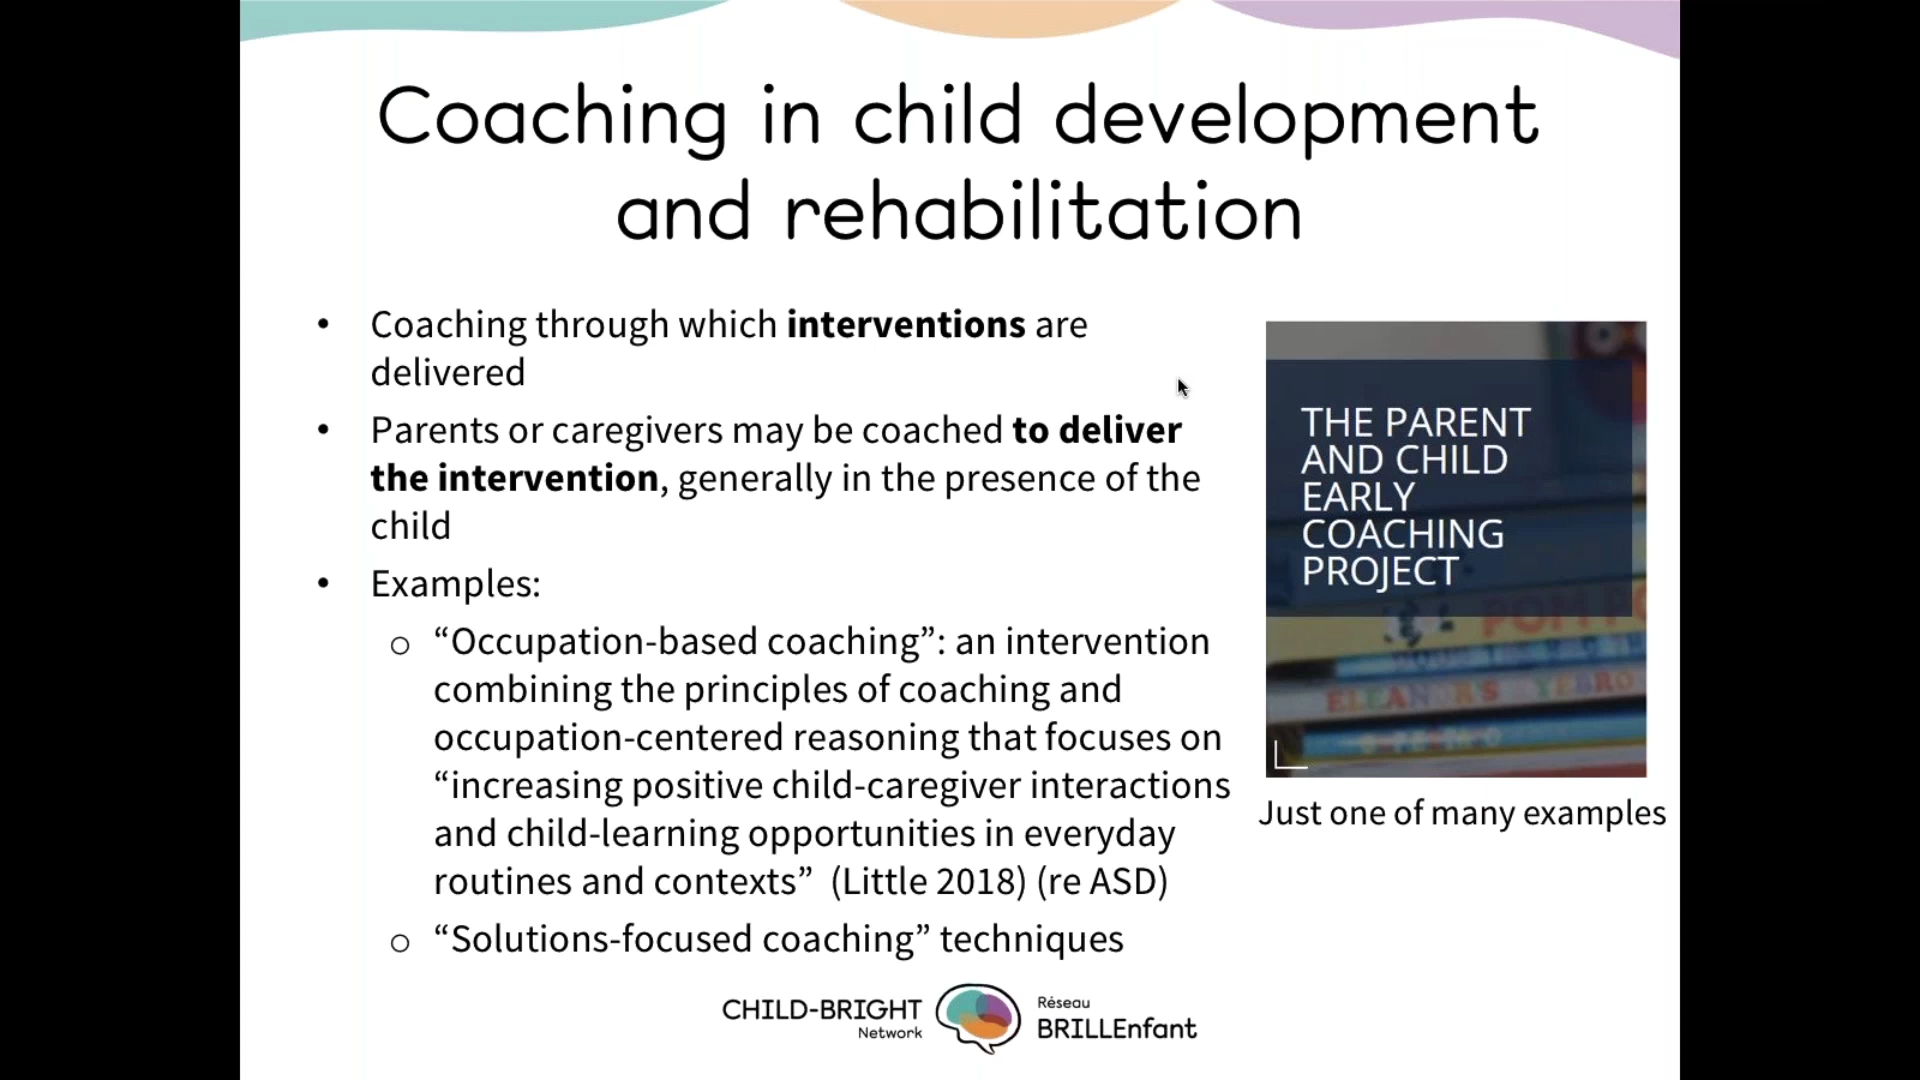 Coaching in child development
and rehabilitation
• Coaching through which interventions are
delivered
• Parents or caregivers may be coached to deliver
the intervention, generally in the presence of the
child
• Examples:
o “Occupation-based coaching”: an intervention
combining the principles of coaching and
occupation-centered reasoning that focuses on
“increasing positive child-caregiver interactions
and child-learning opportunities in everyday
routines and contexts”  (Little 2018) (re ASD)
o “Solutions-focused coaching” techniques
THE PARENT
AND CHILD
EARLY
COACHING
PROJECT
Just one of many examples
CHILD-BRIGHT
Network
Réseau
BRILLEnfant